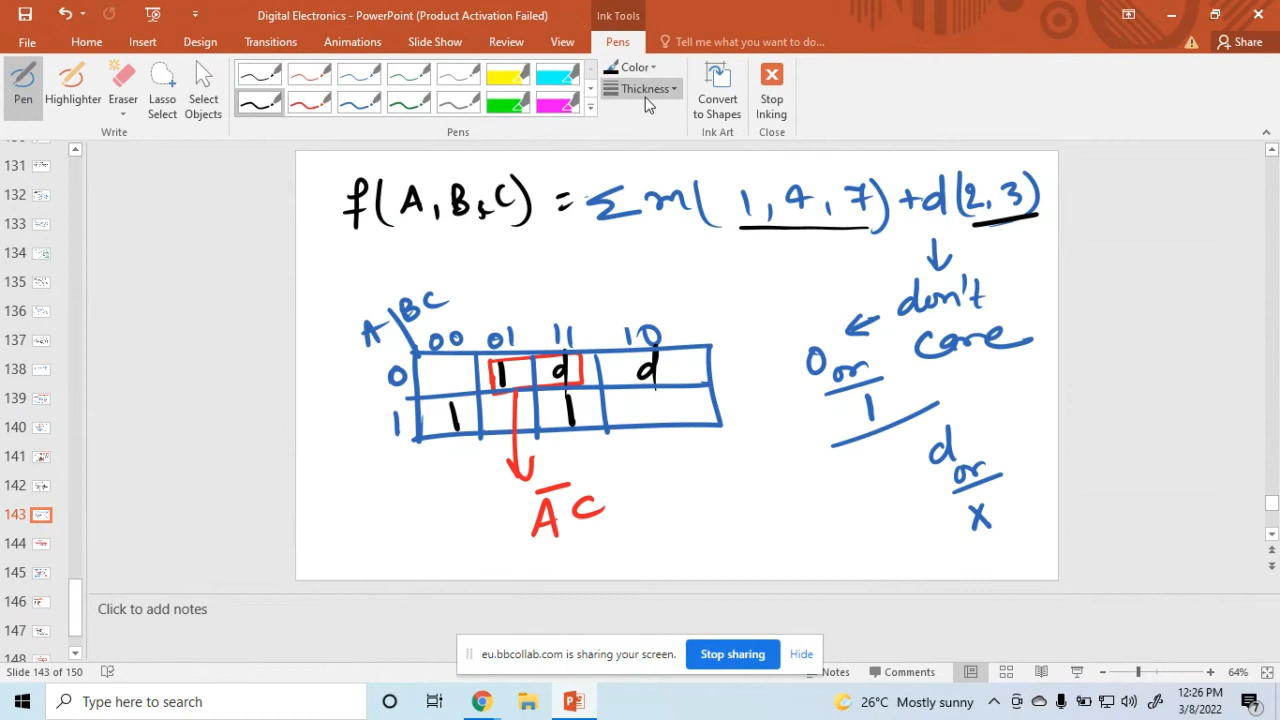 Digital Electronics - PowerPoint (Product Activation Failed)
Ink Tools
File Home Insert Design Transitions Animations Slide Show Review View Pens Tell me what you want to do... Share
Pen Highlighter Eraser Lasso Select Select Objects
Color
Thickness
Convert to Shapes
Stop Inking
Write Pens Ink Art Close
131
132
133
134
135
136
137
138
139
140
141
142
143
144
145
146
147
148
f(A,B,C) = Σm( 1, 4, 7) + d(2, 3)
don't
care
0 or
1
d or
x
A BC
00 01 11 10
0 1 d d
1 1 1
A̅ C
Click to add notes
eu.bbcollab.com is sharing your screen. Stop sharing Hide
Slide 143 of 150 Notes Comments 64%
Type here to search
26°C Mostly sunny
12:26 PM
3/8/2022
7